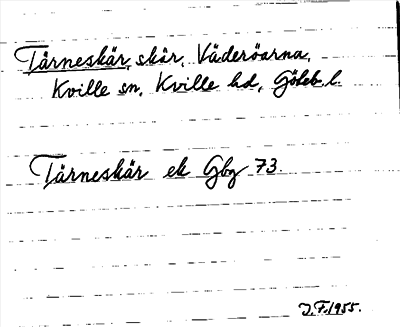 Tärneskär, skär, Väderöarna,
Kville sn, Kville hd, Göteb. l.
Tärneskär ek Gbg 73.
J.F. 1955.